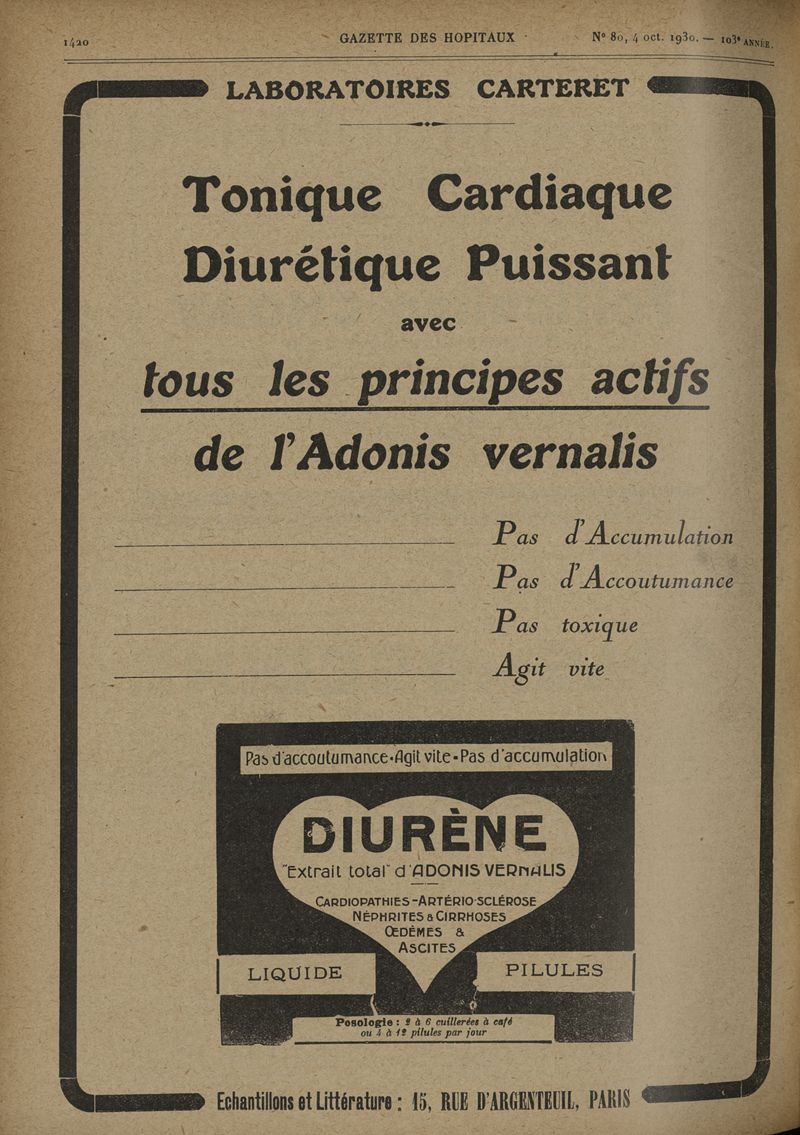 1420
GAZETTE DES HOPITAUX
N° 80, 4 oct. 1930. — 103e ANNÉE.
LABORATOIRES CARTERET
Tonique Cardiaque
Diurétique Puissant
avec
tous les principes actifs
de l'Adonis vernalis
Pas d'Accumulation
Pas d'Accoutumance
Pas toxique
Agit vite
Pas d'accoutumance-Agit vite-Pas d'accumulation
DIURÈNE
"Extrait total" d'ADONIS VERNALIS
CARDIOPATHIES-ARTÉRIO-SCLÉROSE
NÉPHRITES & CIRRHOSES
ŒDÈMES &
ASCITES
LIQUIDE
PILULES
Posologie : 2 à 6 cuillerées à café
ou 4 à 12 pilules par jour
Echantillons et Littérature : 15, RUE D'ARGENTEUIL, PARIS